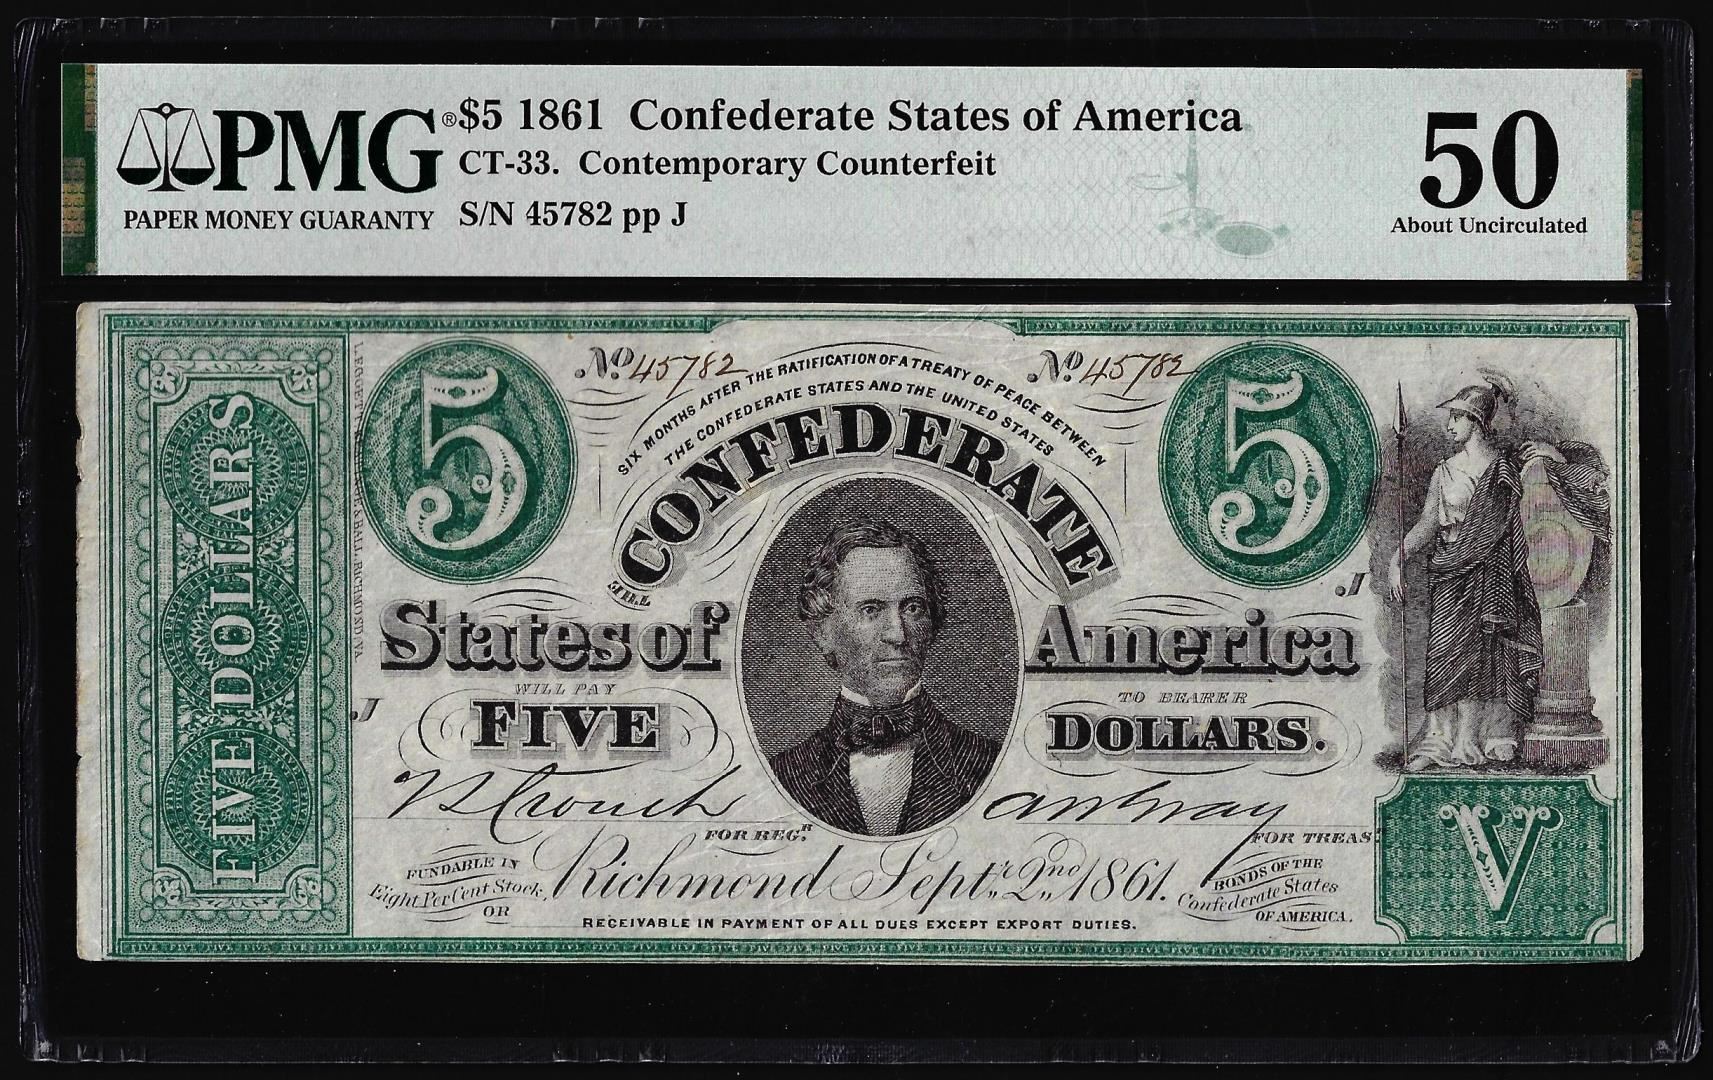 PMG® $5 1861 Confederate States of America
CT-33. Contemporary Counterfeit
PAPER MONEY GUARANTY S/N 45782 pp J
50
About Uncirculated
No 45782
No 45782
5
5
SIX MONTHS AFTER THE RATIFICATION OF A TREATY OF PEACE BETWEEN
THE CONFEDERATE STATES AND THE UNITED STATES
THE CONFEDERATE
States of America
J
J
WILL PAY TO BEARER
FIVE DOLLARS.
FIVE DOLLARS
FOR REGR.
FOR TREASR.
Richmond Septr. 2nd 1861.
FUNDABLE IN
Eight Per Cent Stock,
OR
BONDS OF THE
Confederate States
OF AMERICA.
RECEIVABLE IN PAYMENT OF ALL DUES EXCEPT EXPORT DUTIES.
V
RICHMOND VA